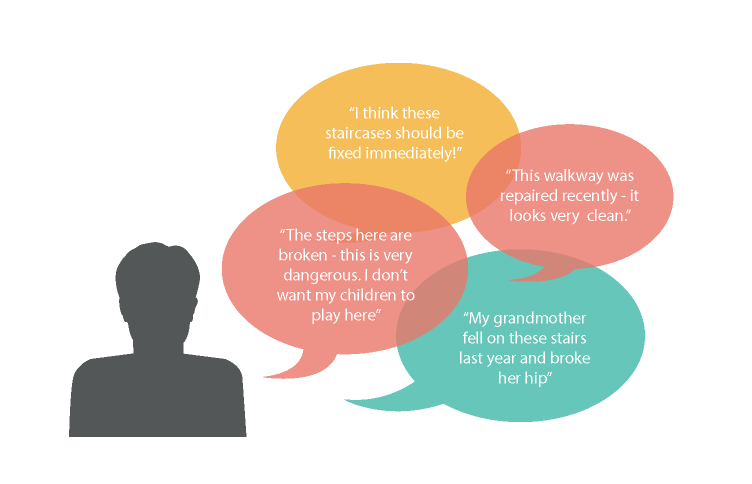 “I think these
staircases should be
fixed immediately!”
“This walkway was
repaired recently - it
looks very  clean.”
“The steps here are
broken - this is very
dangerous. I don’t
want my children to
play here”
“My grandmother
fell on these stairs
last year and broke
her hip”